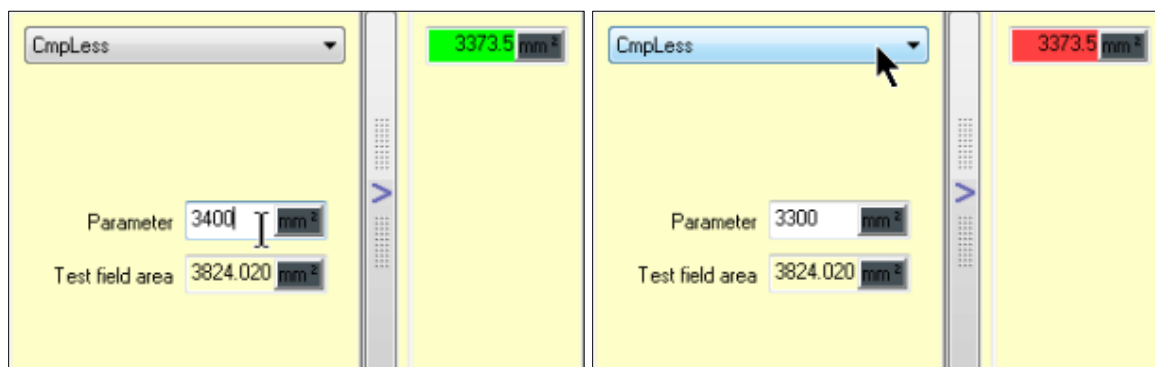 CmpLess
3373.5 mm²
Parameter 3400 mm²
Test field area 3824.020 mm²
CmpLess
3373.5 mm²
Parameter 3300 mm²
Test field area 3824.020 mm²